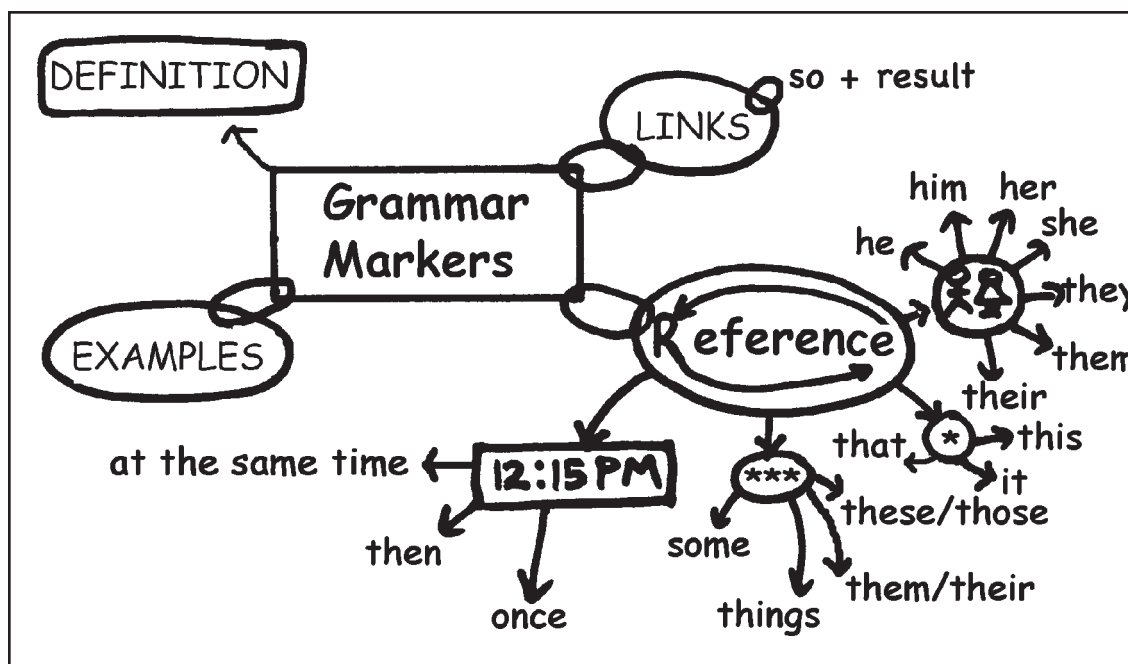 DEFINITION
so + result
LINKS
Grammar
Markers
him her
she
he
they
Reference
EXAMPLES
them
their
that * this
it
at the same time
12:15 PM
***
these/those
then
some
them/their
once
things